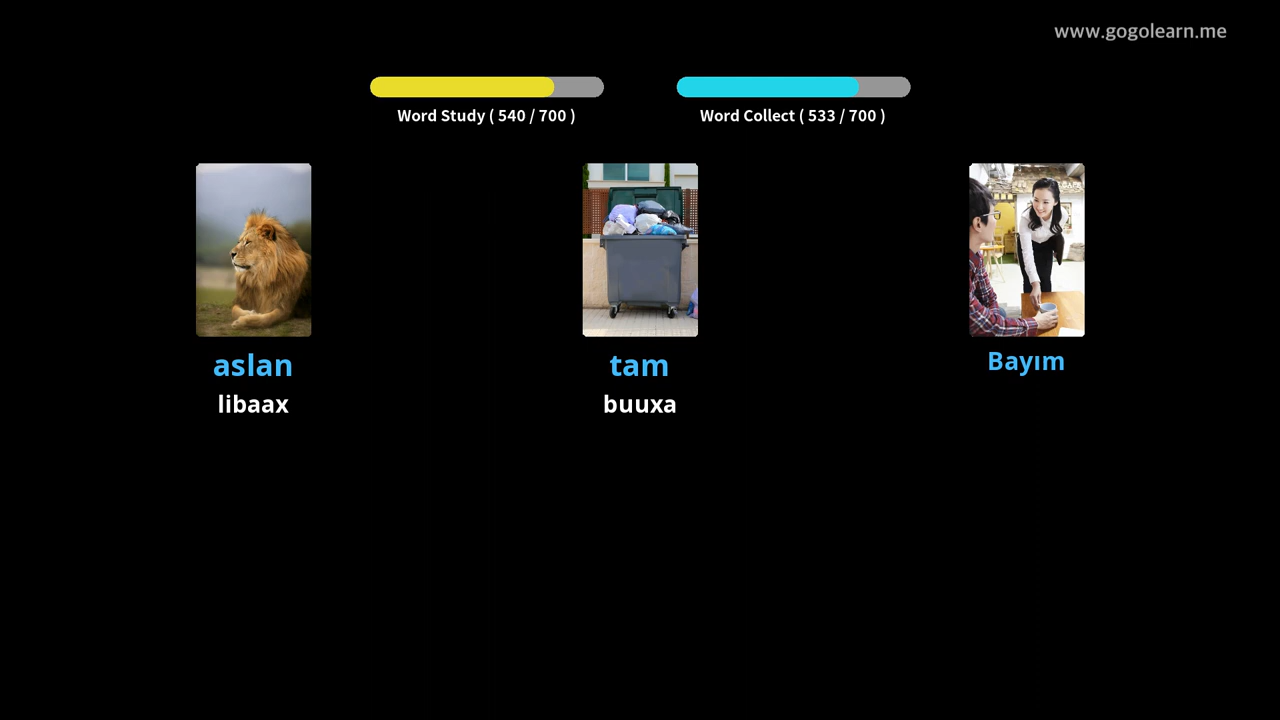 www.gogolearn.me
Word Study ( 540 / 700 )
Word Collect ( 533 / 700 )
aslan
libaax
tam
buuxa
Bayım